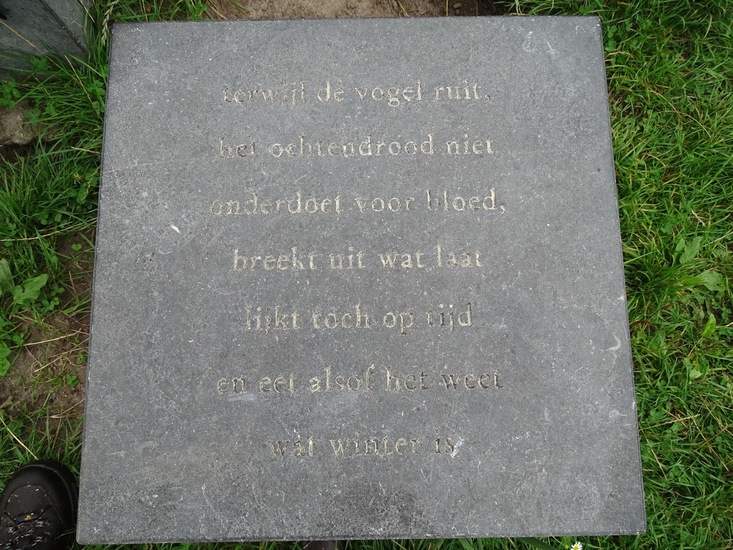 terwijl de vogel ruit,
het ochtendrood niet
onderdoet voor bloed,
breekt uit wat laat
lijkt toch op tijd
en eet alsof het weet
wat winter is